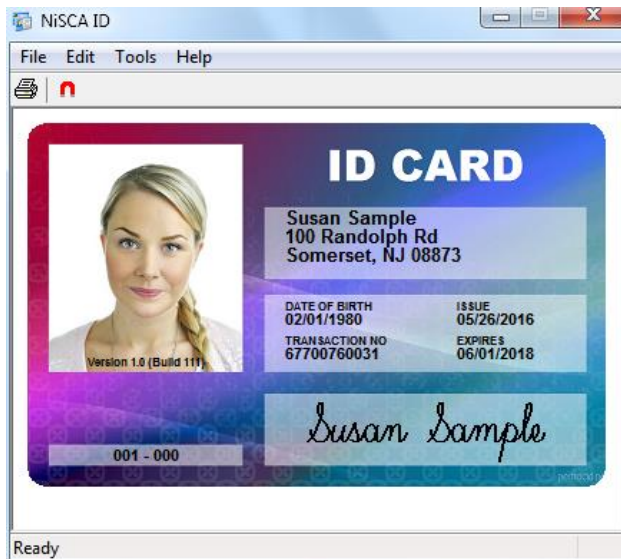 NiSCA ID
File Edit Tools Help
ID CARD
Susan Sample
100 Randolph Rd
Somerset, NJ 08873
DATE OF BIRTH ISSUE
02/01/1980 05/26/2016
TRANSACTION NO EXPIRES
67700760031 06/01/2018
Version 1.0 (Build 111)
Susan Sample
001 - 000
Ready